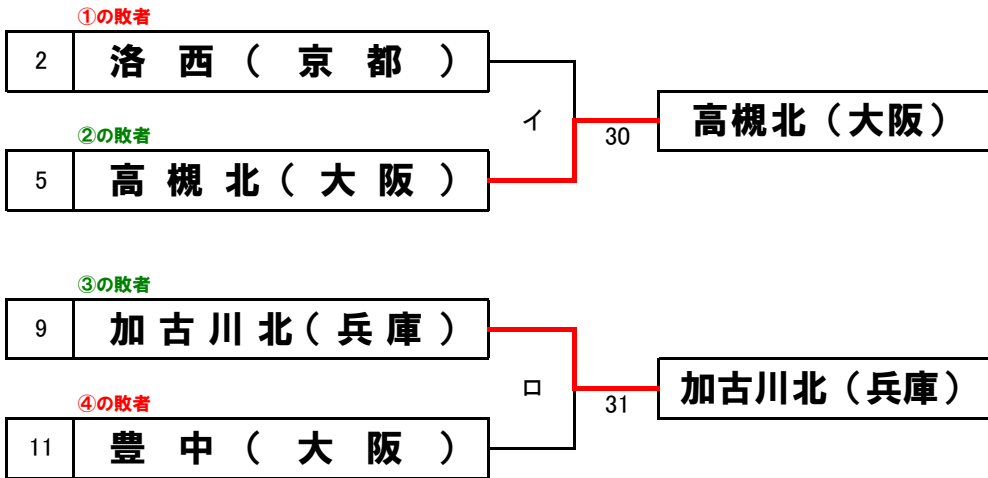 ①の敗者
2 洛西(京都)
イ
30
高槻北(大阪)
②の敗者
5 高槻北(大阪)
③の敗者
9 加古川北(兵庫)
ロ
31
加古川北(兵庫)
④の敗者
11 豊中(大阪)